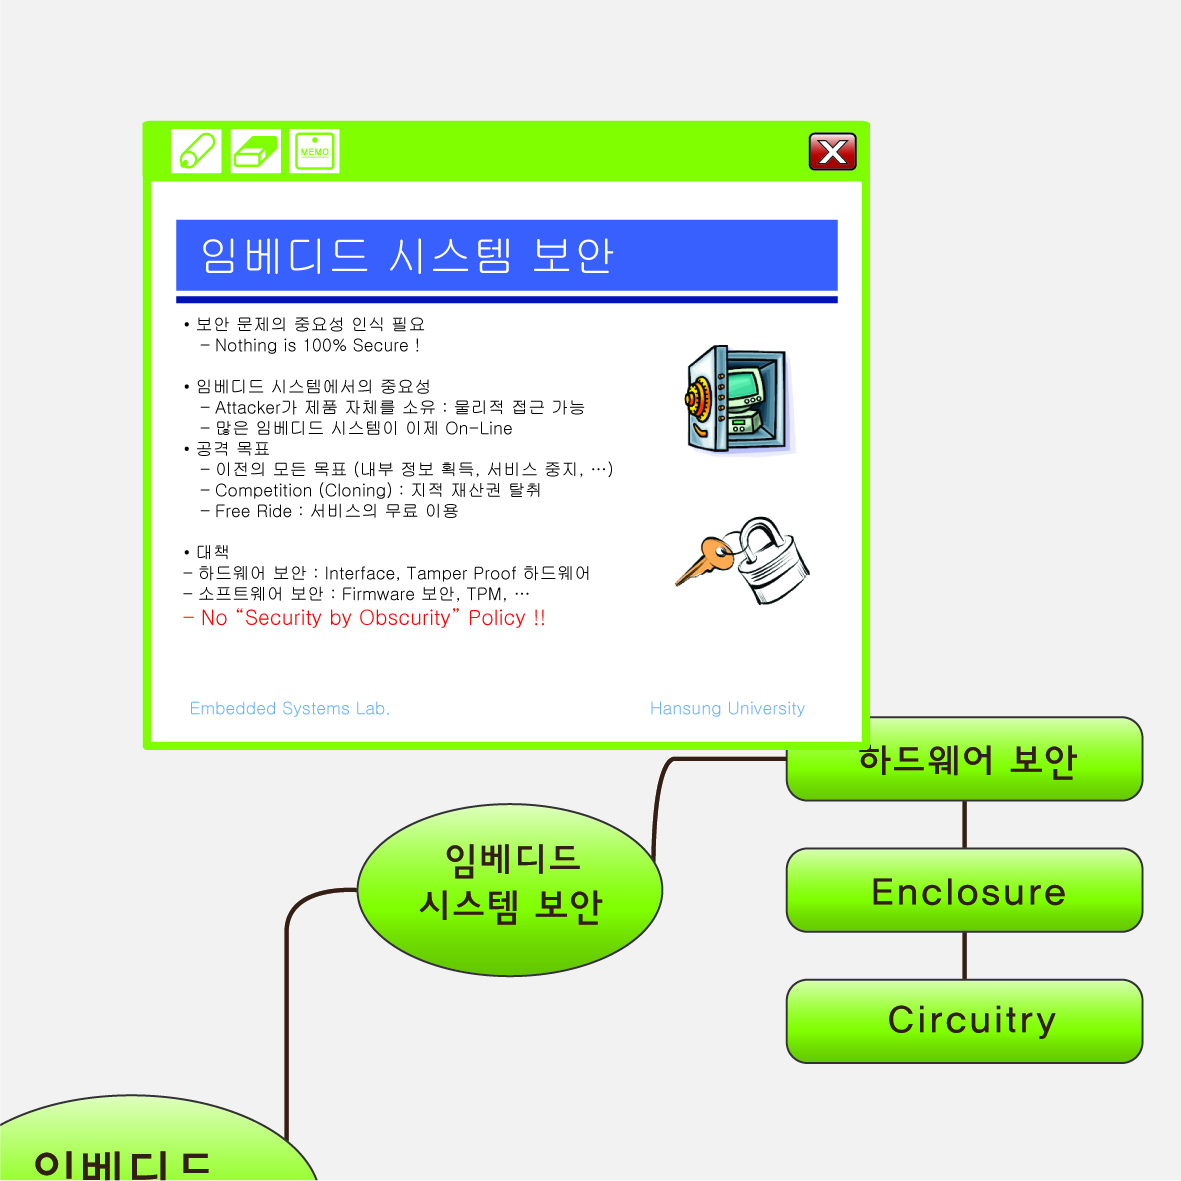 MEMO
임베디드 시스템 보안
• 보안 문제의 중요성 인식 필요
– Nothing is 100% Secure !
• 임베디드 시스템에서의 중요성
– Attacker가 제품 자체를 소유 : 물리적 접근 가능
– 많은 임베디드 시스템이 이제 On-Line
• 공격 목표
– 이전의 모든 목표 (내부 정보 획득, 서비스 중지, …)
– Competition (Cloning) : 지적 재산권 탈취
– Free Ride : 서비스의 무료 이용
• 대책
– 하드웨어 보안 : Interface, Tamper Proof 하드웨어
– 소프트웨어 보안 : Firmware 보안, TPM, …
– No “Security by Obscurity” Policy !!
Embedded Systems Lab.
Hansung University
하드웨어 보안
임베디드
시스템 보안
Enclosure
Circuitry